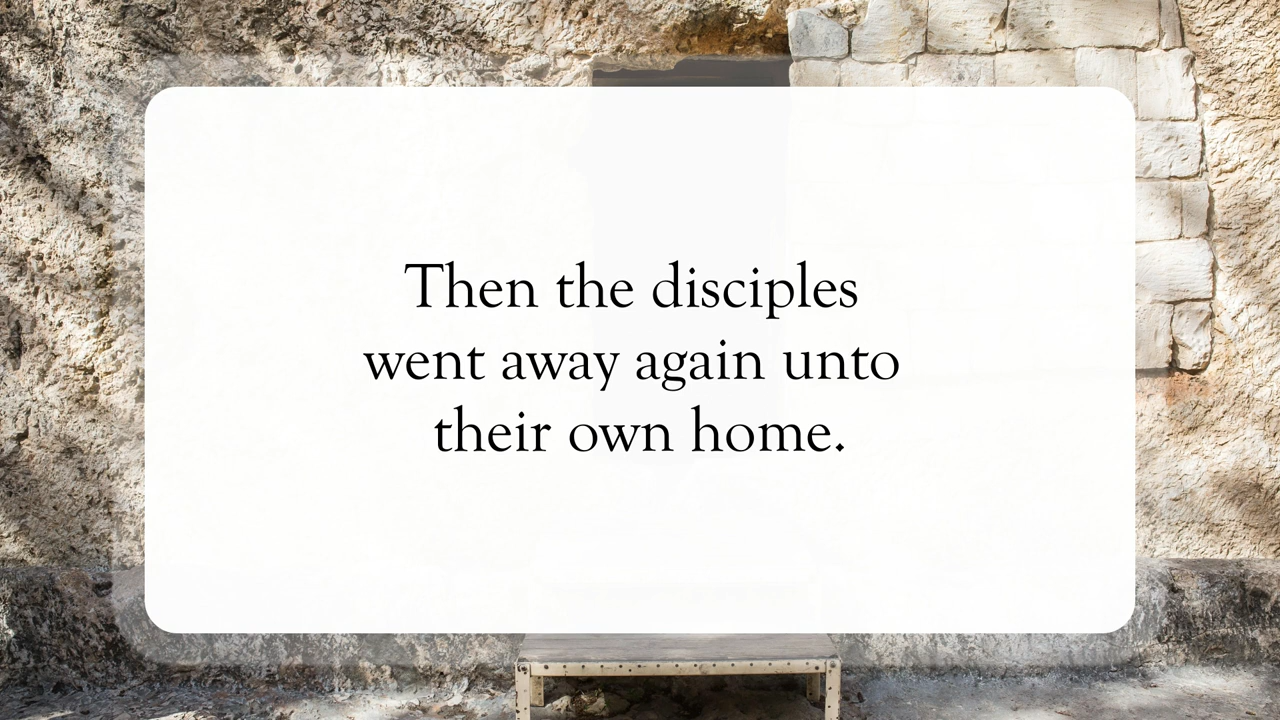 Then the disciples
went away again unto
their own home.